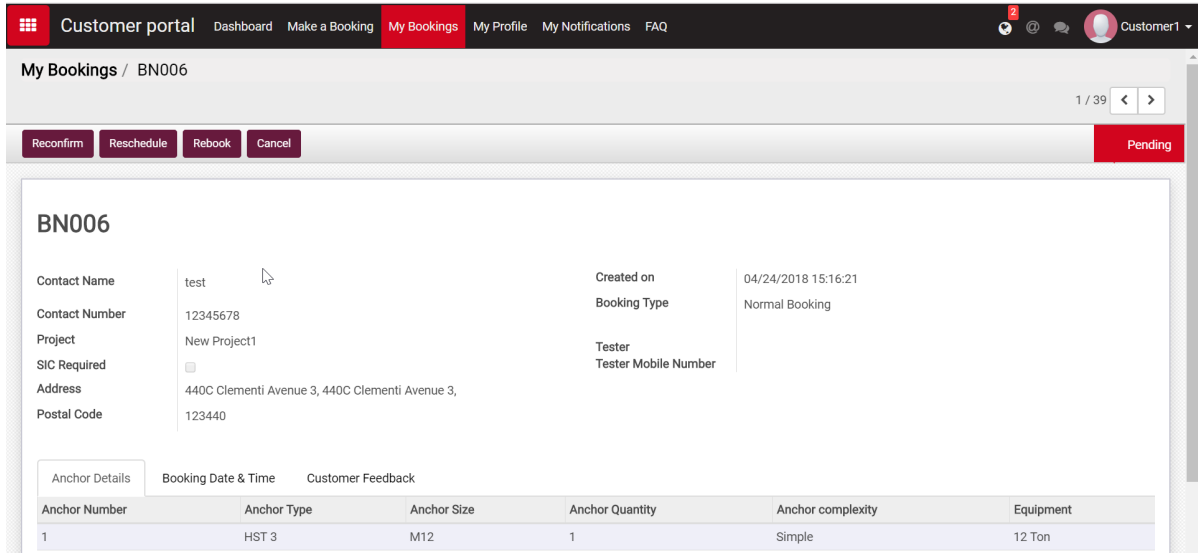 Customer portal Dashboard Make a Booking My Bookings My Profile My Notifications FAQ 2 @ Customer1
My Bookings / BN006
1 / 39
Reconfirm Reschedule Rebook Cancel Pending
BN006
Contact Name test Created on 04/24/2018 15:16:21
Contact Number 12345678 Booking Type Normal Booking
Project New Project1 Tester
SIC Required Tester Mobile Number
Address 440C Clementi Avenue 3, 440C Clementi Avenue 3,
Postal Code 123440
Anchor Details Booking Date & Time Customer Feedback
Anchor Number Anchor Type Anchor Size Anchor Quantity Anchor complexity Equipment
1 HST 3 M12 1 Simple 12 Ton